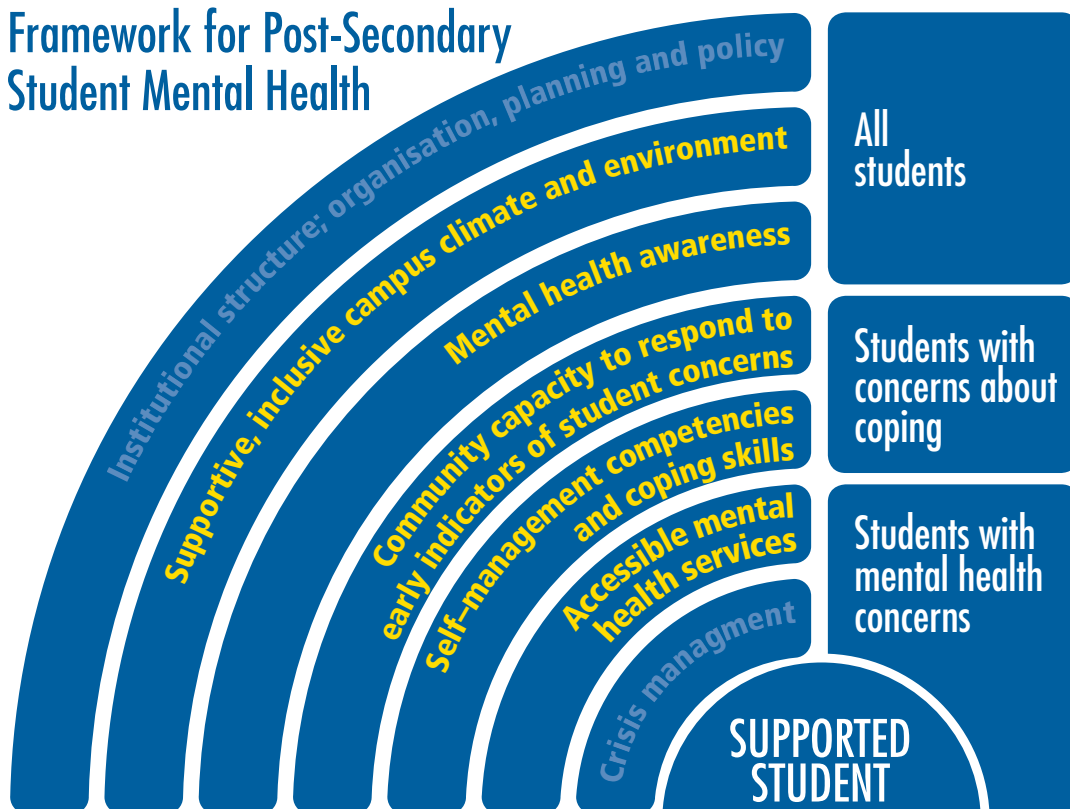 Framework for Post-Secondary
Student Mental Health
Institutional structure; organisation, planning and policy
Supportive, inclusive campus climate and environment
Mental health awareness
Community capacity to respond to
early indicators of student concerns
Self-management competencies
and coping skills
Accessible mental
health services
Crisis managment
All
students
Students with
concerns about
coping
Students with
mental health
concerns
SUPPORTED
STUDENT